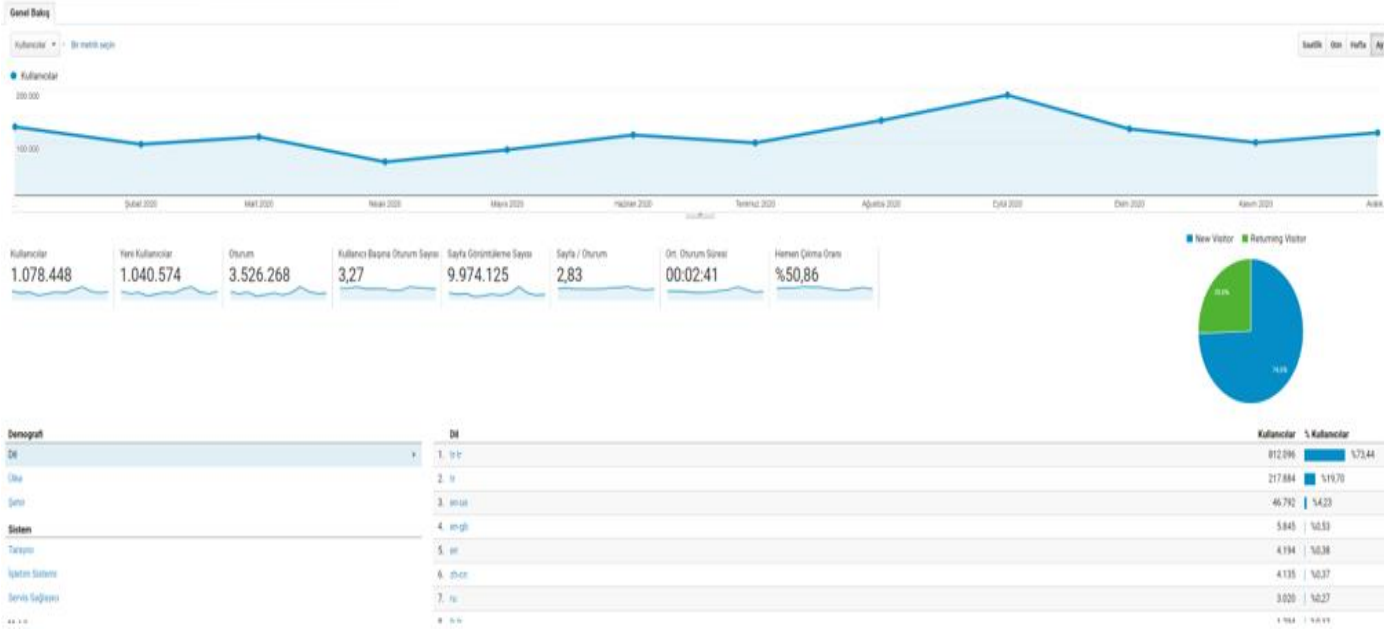 Genel Bakış
Kullanıcılar
Bir metrik seçin
Saatlik Gün Hafta Ay
Kullanıcılar
200.000
100.000
Şubat 2020 Mart 2020 Nisan 2020 Mayıs 2020 Haziran 2020 Temmuz 2020 Ağustos 2020 Eylül 2020 Ekim 2020 Kasım 2020 Aralık
New Visitor Returning Visitor
Kullanıcılar Yeni Kullanıcılar Oturum Kullanıcı Başına Oturum Sayısı Sayfa Görüntüleme Sayısı Sayfa / Oturum Ort. Oturum Süresi Hemen Çıkma Oranı
1.078.448 1.040.574 3.526.268 3,27 9.974.125 2,83 00:02:41 %50,86
Demografi Dil Kullanıcılar % Kullanıcılar
Dil 1. tr-tr 812.096 %73,44
Ülke 2. tr 217.884 %19,70
Şehir 3. en-us 46.792 %4,23
Sistem 4. en-gb 5.845 %0,53
Tarayıcı 5. 4.194 %0,38
İşletim Sistemi 6. zh-cn 4.135 %0,37
Servis Sağlayıcı 7. ru 3.020 %0,27
8.